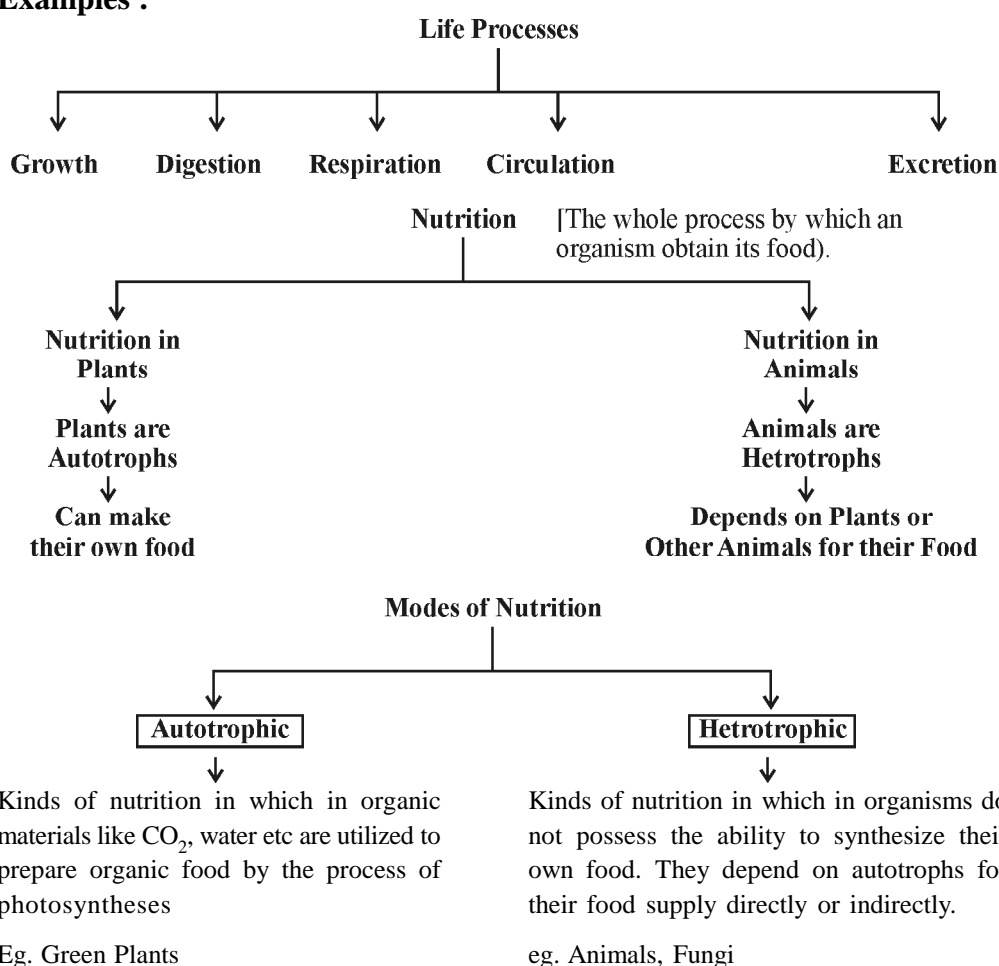 Examples :
Life Processes
Growth Digestion Respiration Circulation Excretion
Nutrition [The whole process by which an
organism obtain its food).
Nutrition in
Plants
Plants are
Autotrophs
Can make
their own food
Nutrition in
Animals
Animals are
Hetrotrophs
Depends on Plants or
Other Animals for their Food
Modes of Nutrition
Autotrophic
Kinds of nutrition in which in organic
materials like CO₂, water etc are utilized to
prepare organic food by the process of
photosyntheses
Eg. Green Plants
Hetrotrophic
Kinds of nutrition in which in organisms do
not possess the ability to synthesize their
own food. They depend on autotrophs for
their food supply directly or indirectly.
eg. Animals, Fungi